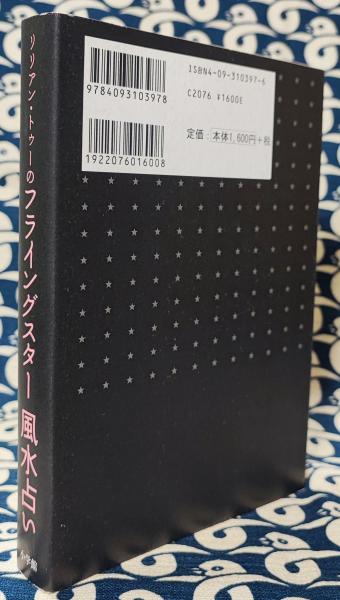 リリアン・トゥーのフライングスター 風水占い
小学館
9784093103978
1922076016008
ISBN4-09-310397-6
C2076 ¥1600E
定価：本体1,600円＋税